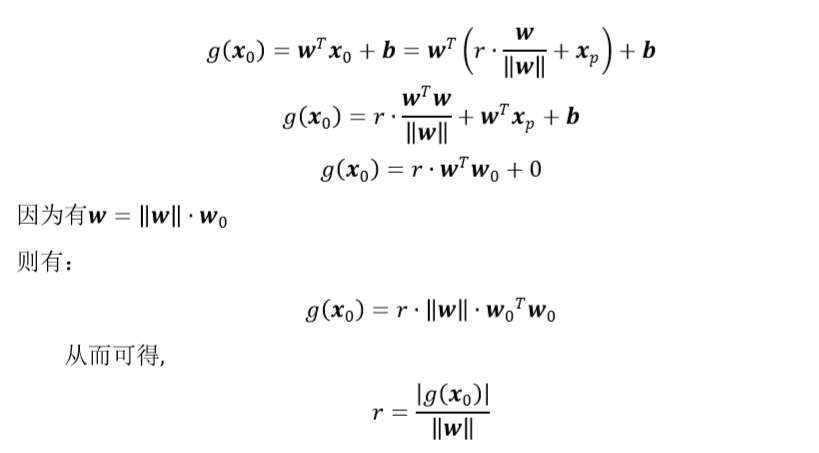 g(x₀) = wᵀx₀ + b = wᵀ(r · w/‖w‖ + xₚ) + b
g(x₀) = r · wᵀw/‖w‖ + wᵀxₚ + b
g(x₀) = r · wᵀw₀ + 0
因为有w = ‖w‖ · w₀
则有：
g(x₀) = r · ‖w‖ · w₀ᵀw₀
从而可得,
r = |g(x₀)|/‖w‖